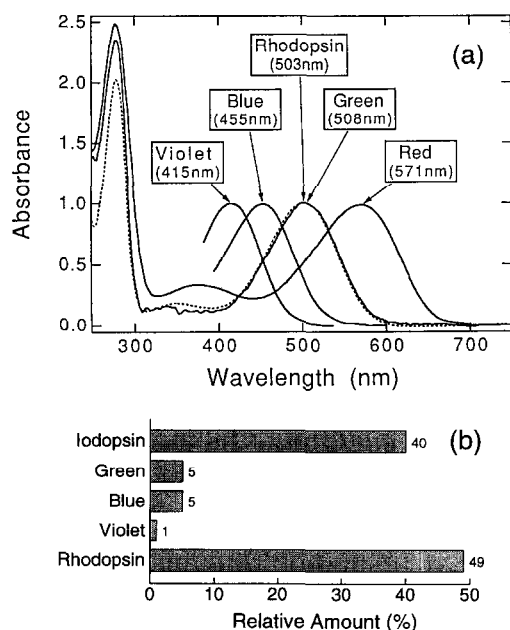 2.5
2.0
1.5
1.0
0.5
0.0
Absorbance
(a)
Rhodopsin
(503nm)
Blue
(455nm)
Green
(508nm)
Violet
(415nm)
Red
(571nm)
300
400
500
600
700
Wavelength (nm)
(b)
Iodopsin
40
Green
5
Blue
5
Violet
1
Rhodopsin
49
0
10
20
30
40
50
Relative Amount (%)